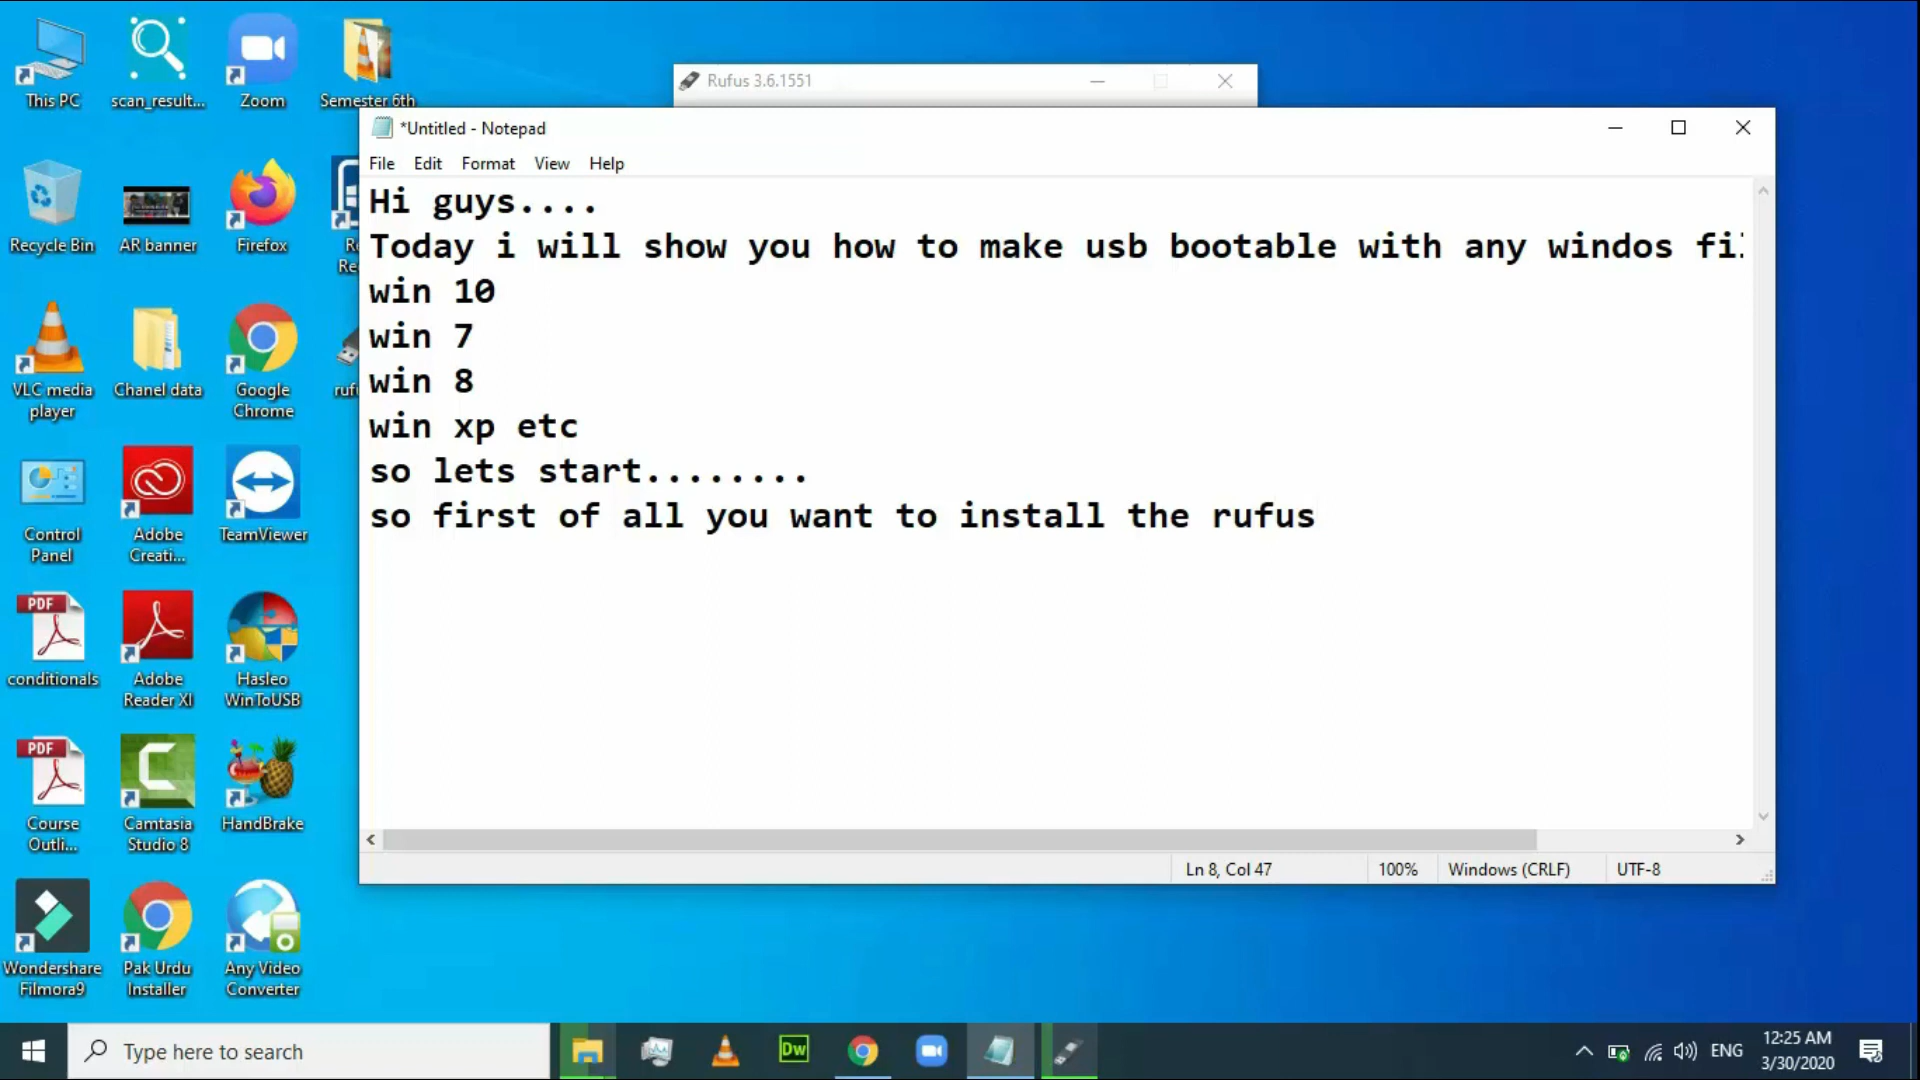 This PC
scan_result...
Zoom
Semester 6th
Rufus 3.6.1551
*Untitled - Notepad
File Edit Format View Help
Hi guys....
Today i will show you how to make usb bootable with any windos
win 10
win 7
win 8
win xp etc
so lets start........
so first of all you want to install the rufus
Ln 8, Col 47
100%
Windows (CRLF)
UTF-8
Recycle Bin
AR banner
Firefox
VLC media
player
Chanel data
Google
Chrome
Control
Panel
Adobe
Creati...
TeamViewer
PDF
conditionals
Adobe
Reader XI
Hasleo
WinToUSB
PDF
Course
Outli...
Camtasia
Studio 8
HandBrake
Wondershare
Filmora9
Pak Urdu
Installer
Any Video
Converter
Type here to search
Dw
ENG
12:25 AM
3/30/2020